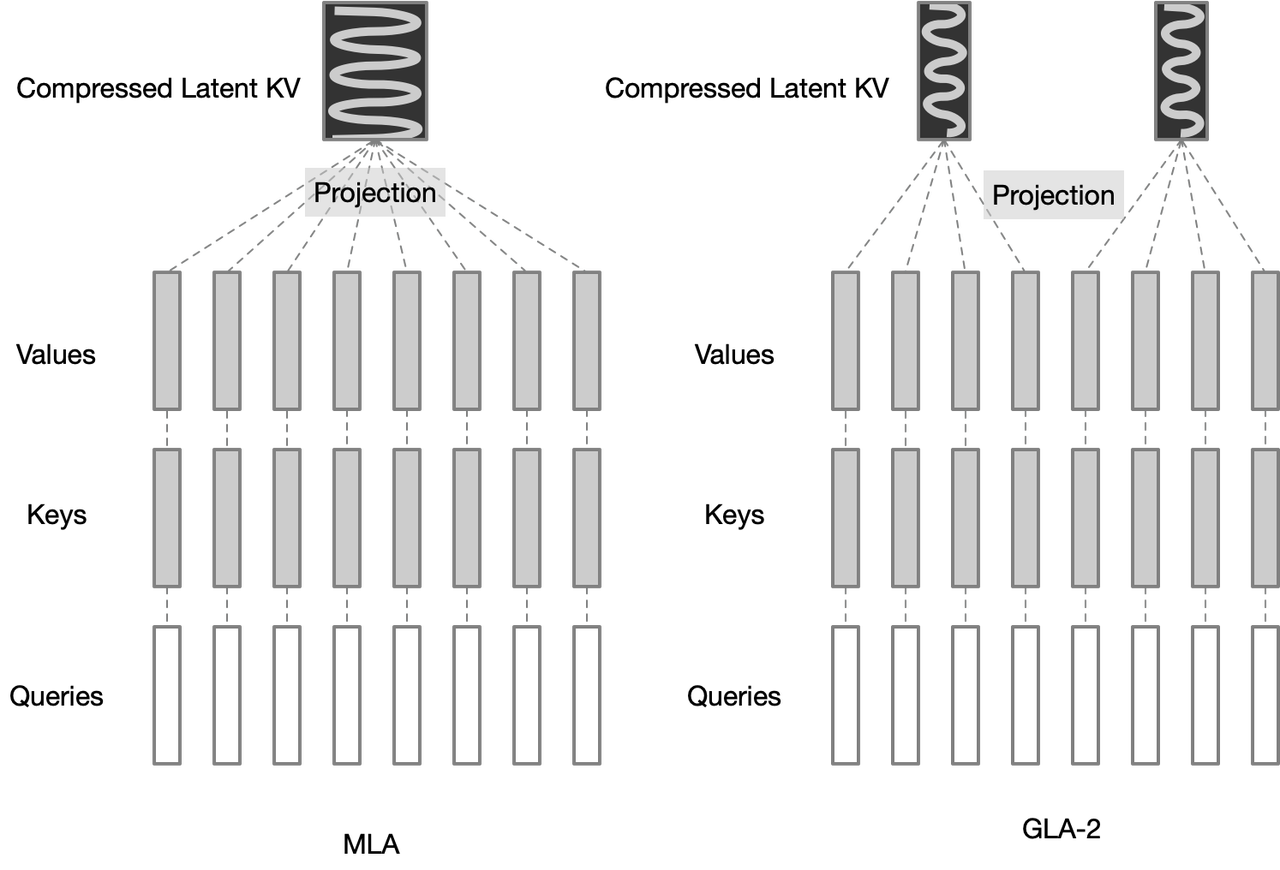 Compressed Latent KV
Projection
Values
Keys
Queries
MLA
Compressed Latent KV
Projection
Values
Keys
Queries
GLA-2